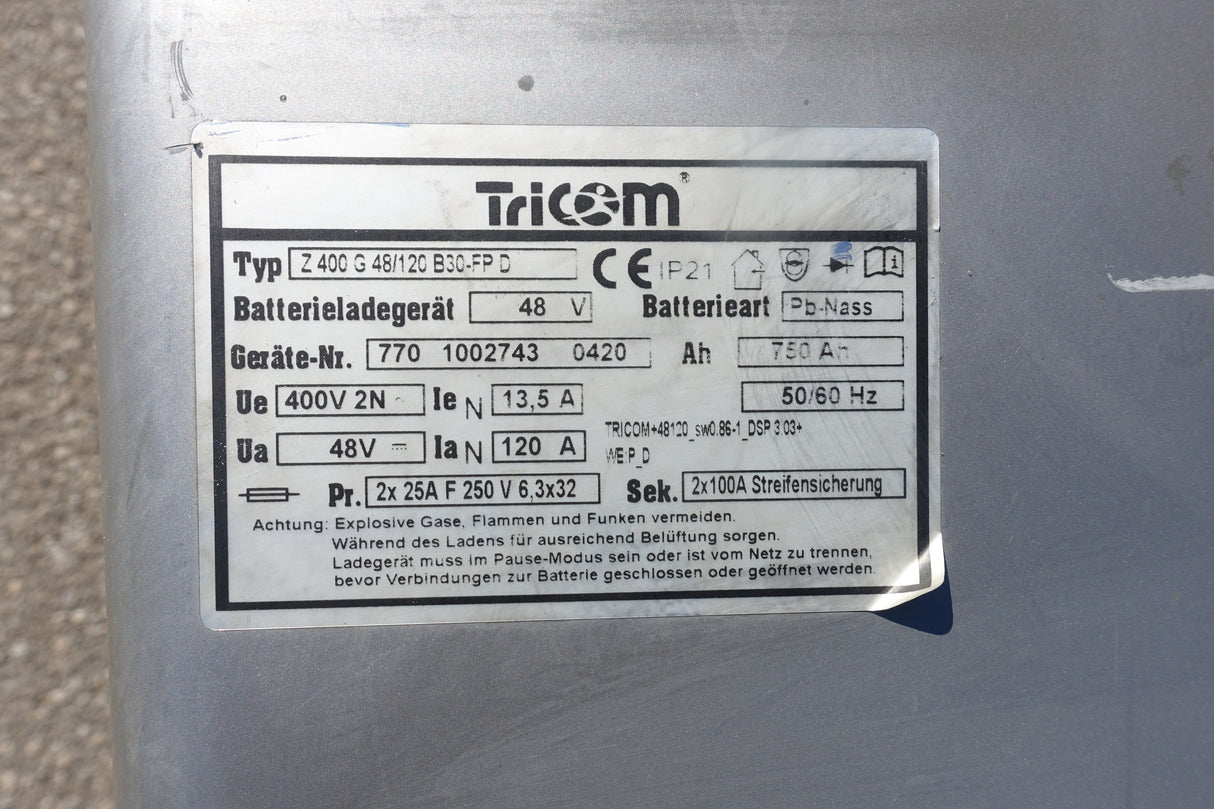 TriCOM®
Typ Z 400 G 48/120 B30-FP D CE IP21
Batterieladegerät 48 V Batterieart Pb-Nass
Geräte-Nr. 770 1002743 0420 Ah 750 Ah
Ue 400V 2N ~ Ie N 13,5 A 50/60 Hz
TRICOM+48120_sw0.86-1_DSP 3.03+
Ua 48V ⎓ Ia N 120 A
WE:P_D
Pr. 2x 25A F 250 V 6,3x32 Sek. 2x100A Streifensicherung
Achtung: Explosive Gase, Flammen und Funken vermeiden.
Während des Ladens für ausreichend Belüftung sorgen.
Ladegerät muss im Pause-Modus sein oder ist vom Netz zu trennen,
bevor Verbindungen zur Batterie geschlossen oder geöffnet werden.